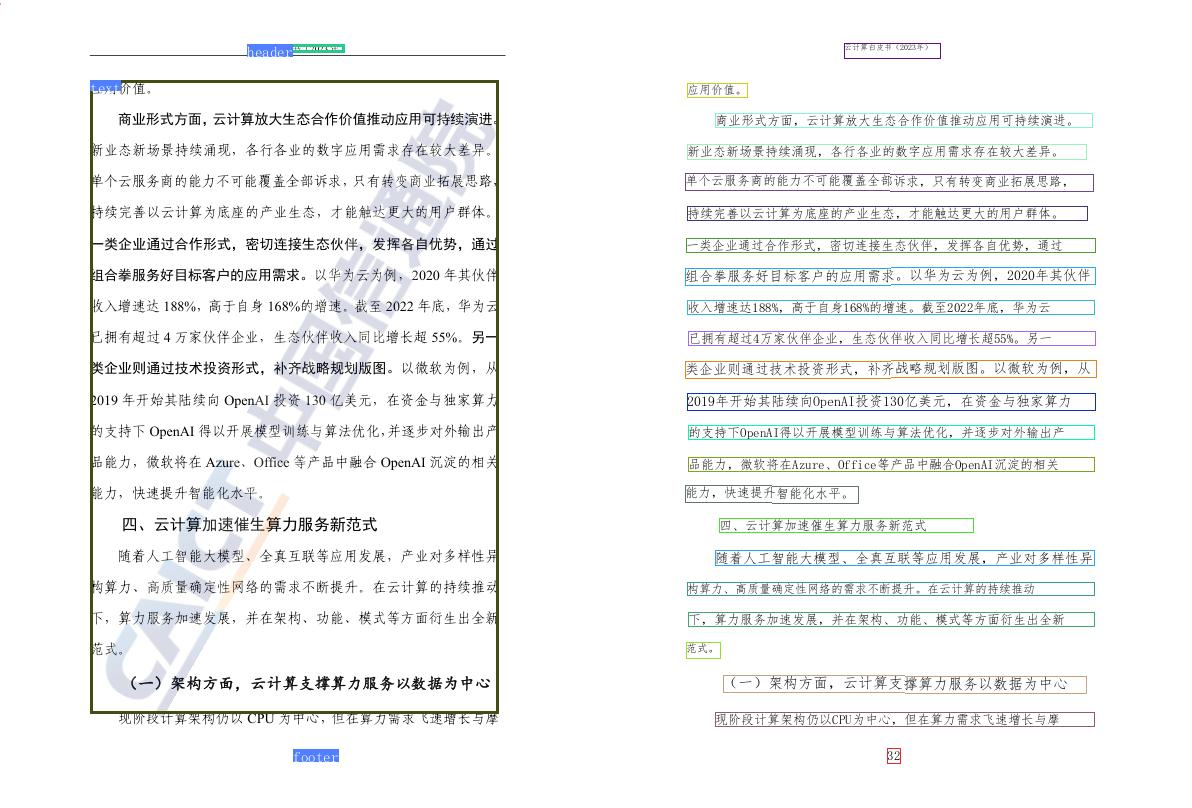 header
text价值。
商业形式方面，云计算放大生态合作价值推动应用可持续演进。
新业态新场景持续涌现，各行各业的数字应用需求存在较大差异。
单个云服务商的能力不可能覆盖全部诉求，只有转变商业拓展思路，
持续完善以云计算为底座的产业生态，才能触达更大的用户群体。
一类企业通过合作形式，密切连接生态伙伴，发挥各自优势，通过
组合拳服务好目标客户的应用需求。以华为云为例，2020 年其伙伴
收入增速达 188%，高于自身 168%的增速。截至 2022 年底，华为云
已拥有超过 4 万家伙伴企业，生态伙伴收入同比增长超 55%。另一
类企业则通过技术投资形式，补齐战略规划版图。以微软为例，从
2019 年开始其陆续向 OpenAI 投资 130 亿美元，在资金与独家算力
的支持下 OpenAI 得以开展模型训练与算法优化，并逐步对外输出产
品能力，微软将在 Azure、Office 等产品中融合 OpenAI 沉淀的相关
能力，快速提升智能化水平。
四、云计算加速催生算力服务新范式
随着人工智能大模型、全真互联等应用发展，产业对多样性异
构算力、高质量确定性网络的需求不断提升。在云计算的持续推动
下，算力服务加速发展，并在架构、功能、模式等方面衍生出全新
范式。
（一）架构方面，云计算支撑算力服务以数据为中心
现阶段计算架构仍以 CPU 为中心，但在算力需求飞速增长与摩
footer
CAICT 中国信通院
云计算白皮书（2023年）
应用价值。
商业形式方面，云计算放大生态合作价值推动应用可持续演进。
新业态新场景持续涌现，各行各业的数字应用需求存在较大差异。
单个云服务商的能力不可能覆盖全部诉求，只有转变商业拓展思路，
持续完善以云计算为底座的产业生态，才能触达更大的用户群体。
一类企业通过合作形式，密切连接生态伙伴，发挥各自优势，通过
组合拳服务好目标客户的应用需求。以华为云为例，2020年其伙伴
收入增速达188%，高于自身168%的增速。截至2022年底，华为云
已拥有超过4万家伙伴企业，生态伙伴收入同比增长超55%。另一
类企业则通过技术投资形式，补齐战略规划版图。以微软为例，从
2019年开始其陆续向OpenAI投资130亿美元，在资金与独家算力
的支持下OpenAI得以开展模型训练与算法优化，并逐步对外输出产
品能力，微软将在Azure、Office等产品中融合OpenAI沉淀的相关
能力，快速提升智能化水平。
四、云计算加速催生算力服务新范式
随着人工智能大模型、全真互联等应用发展，产业对多样性异
构算力、高质量确定性网络的需求不断提升。在云计算的持续推动
下，算力服务加速发展，并在架构、功能、模式等方面衍生出全新
范式。
（一）架构方面，云计算支撑算力服务以数据为中心
现阶段计算架构仍以CPU为中心，但在算力需求飞速增长与摩
32